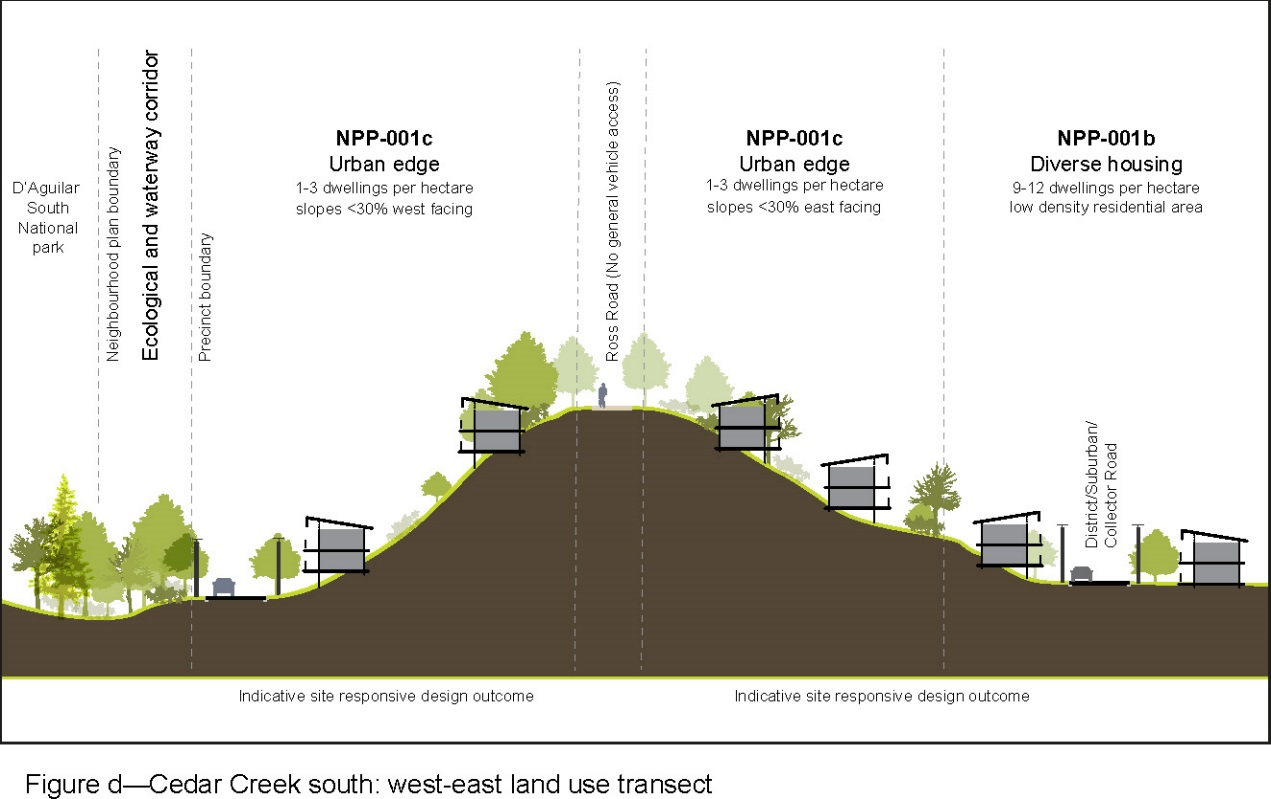 D'Aguilar
South
National
park
Neighbourhood plan boundary
Ecological and waterway corridor
Precinct boundary
NPP-001c
Urban edge
1-3 dwellings per hectare
slopes <30% west facing
Ross Road (No general vehicle access)
NPP-001c
Urban edge
1-3 dwellings per hectare
slopes <30% east facing
NPP-001b
Diverse housing
9-12 dwellings per hectare
low density residential area
District/Suburban/
Collector Road
Indicative site responsive design outcome
Indicative site responsive design outcome
Figure d—Cedar Creek south: west-east land use transect